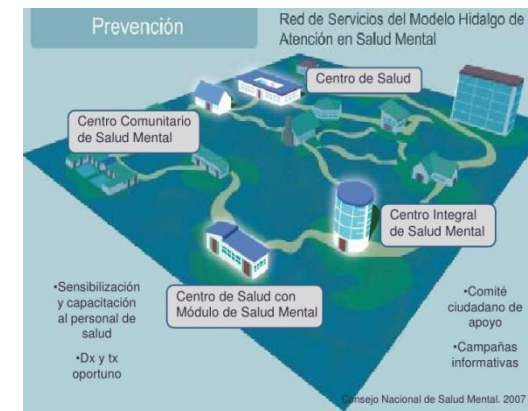 Prevención
Red de Servicios del Modelo Hidalgo de
Atención en Salud Mental
Centro de Salud
Centro Comunitario
de Salud Mental
Centro Integral
de Salud Mental
Centro de Salud con
Módulo de Salud Mental
•Sensibilización
y capacitación
al personal de
salud
•Dx y tx
oportuno
•Comité
ciudadano de
apoyo
•Campañas
informativas
Consejo Nacional de Salud Mental. 2007